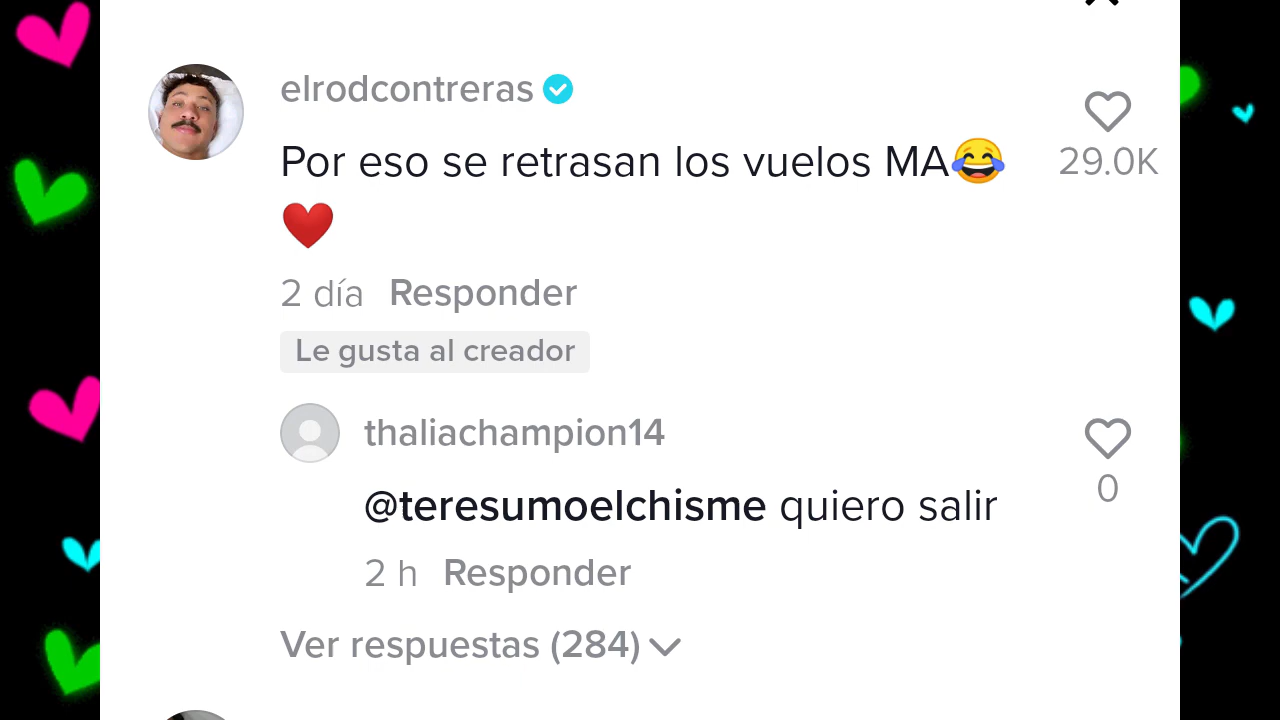 elrodcontreras
Por eso se retrasan los vuelos MA😂
❤️
29.0K
2 día Responder
Le gusta al creador
thaliachampion14
@teresumoelchisme quiero salir
0
2 h Responder
Ver respuestas (284)